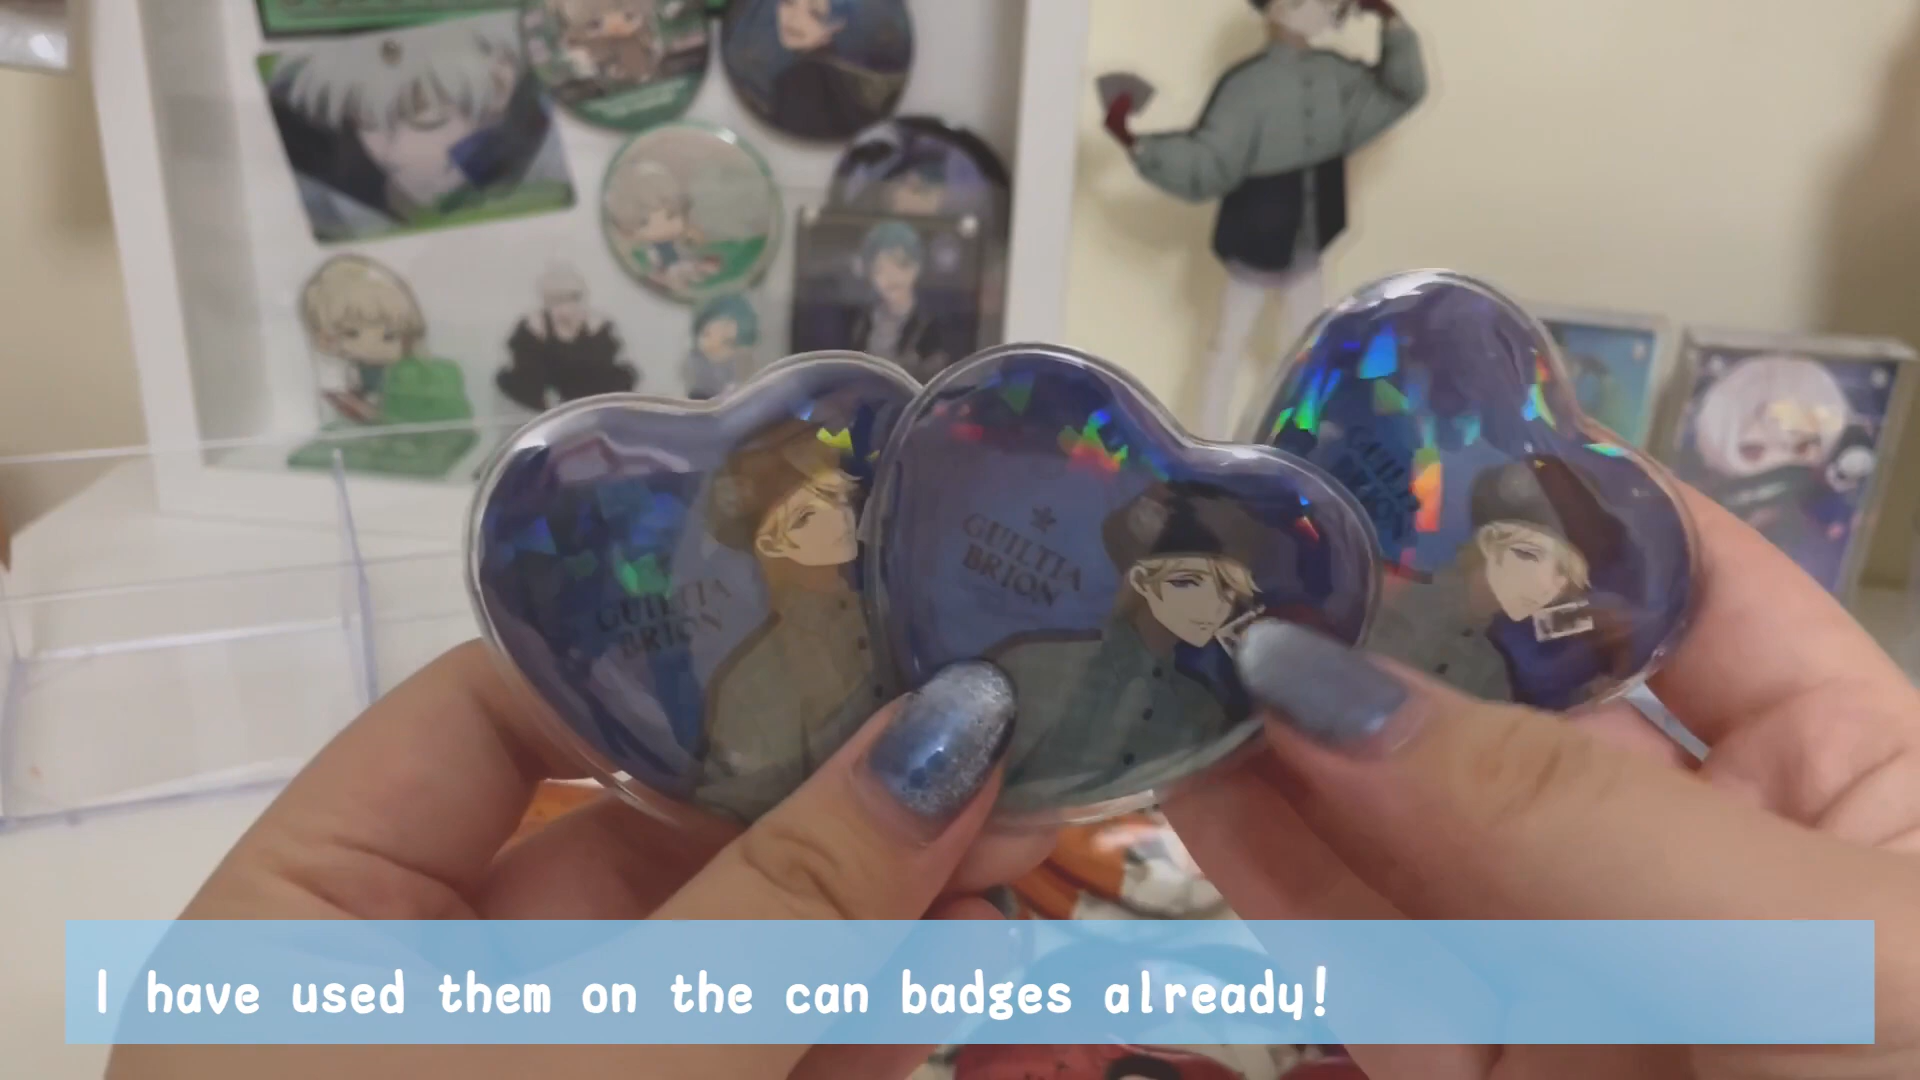 GUILTIA
BRION
GUILTIA
BRION
GUILTIA
BRION
I have used them on the can badges already!